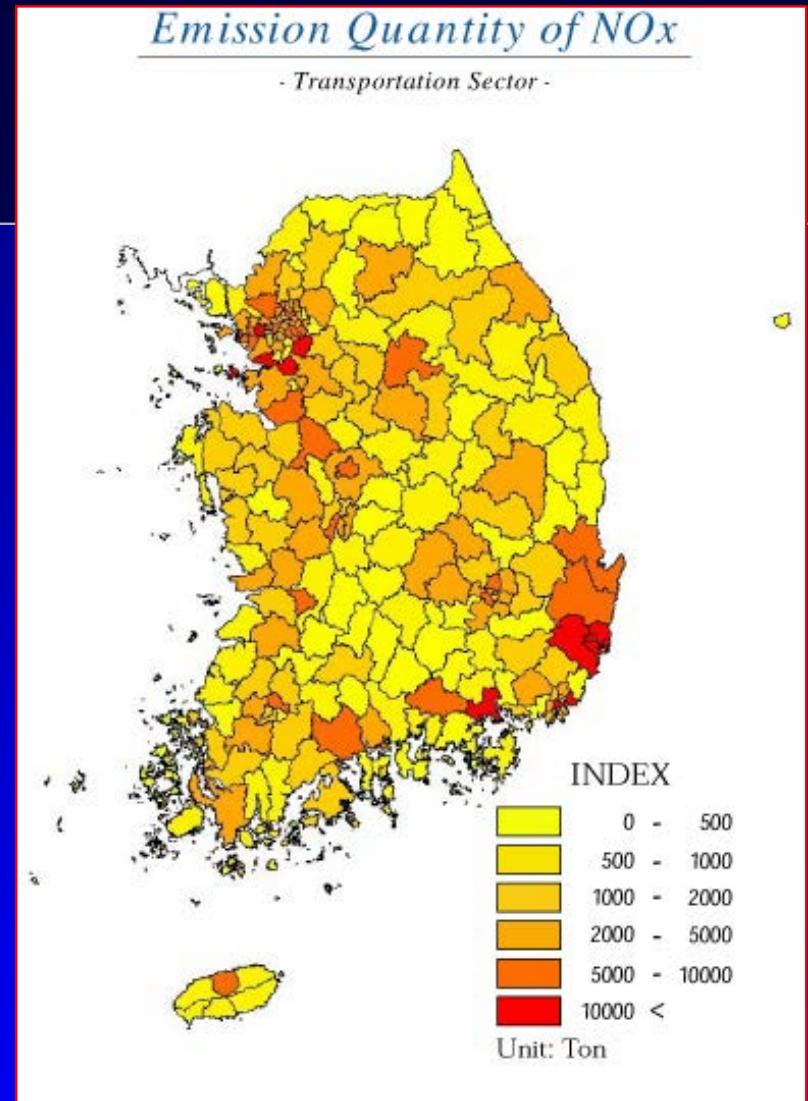 Emission Quantity of NOx
- Transportation Sector -
INDEX
0 - 500
500 - 1000
1000 - 2000
2000 - 5000
5000 - 10000
10000 <
Unit: Ton